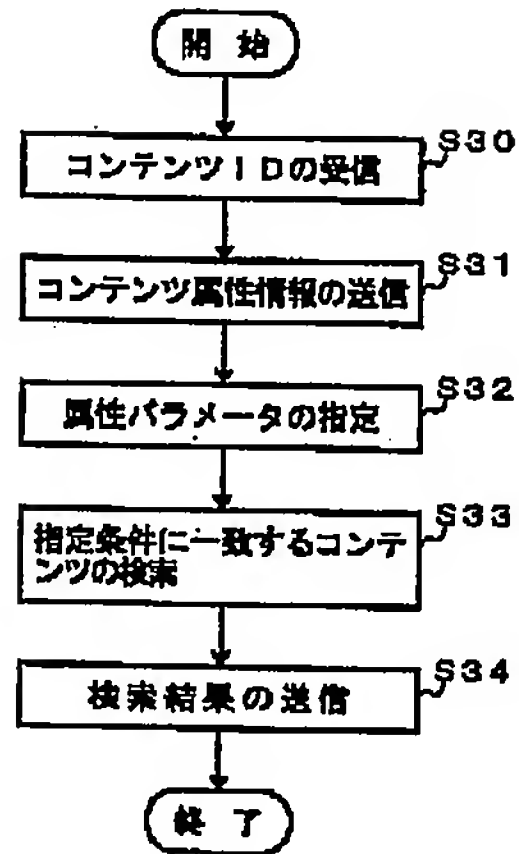 開 始
コンテンツIDの受信
S30
コンテンツ属性情報の送信
S31
属性パラメータの指定
S32
指定条件に一致するコンテ
ンツの検索
S33
検索結果の送信
S34
終 了